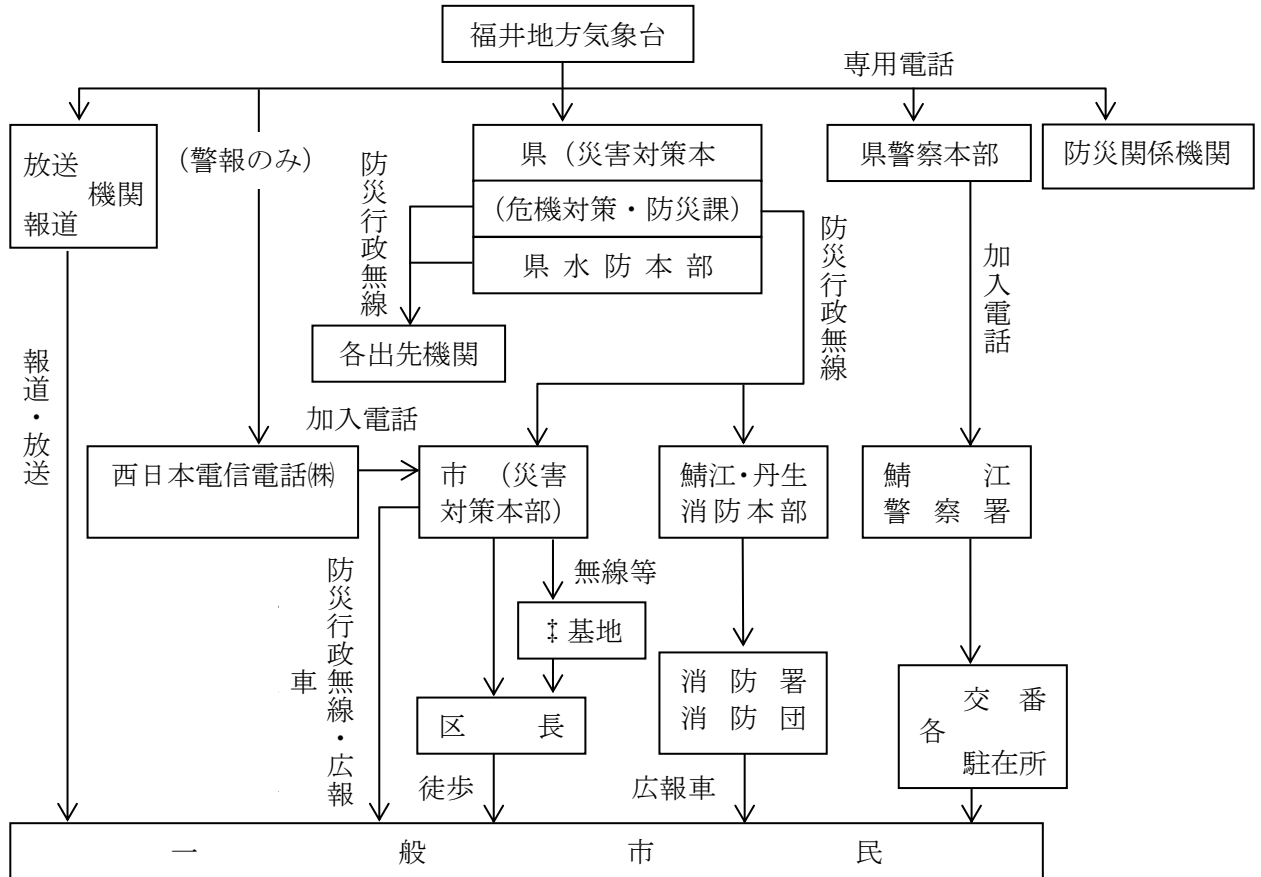 福井地方気象台
専用電話
放送
報道
機関
(警報のみ)
防災行政無線
県(災害対策本
(危機対策・防災課)
県水防本部
県警察本部
防災関係機関
防災行政無線
加入電話
各出先機関
報道・放送
加入電話
西日本電信電話㈱
市 (災害
対策本部)
鯖江・丹生
消防本部
鯖江
警察署
防災行政無線・広報
車
無線等
‡基地
区長
消防署
消防団
各
交番
駐在所
徒歩
広報車
一般市民